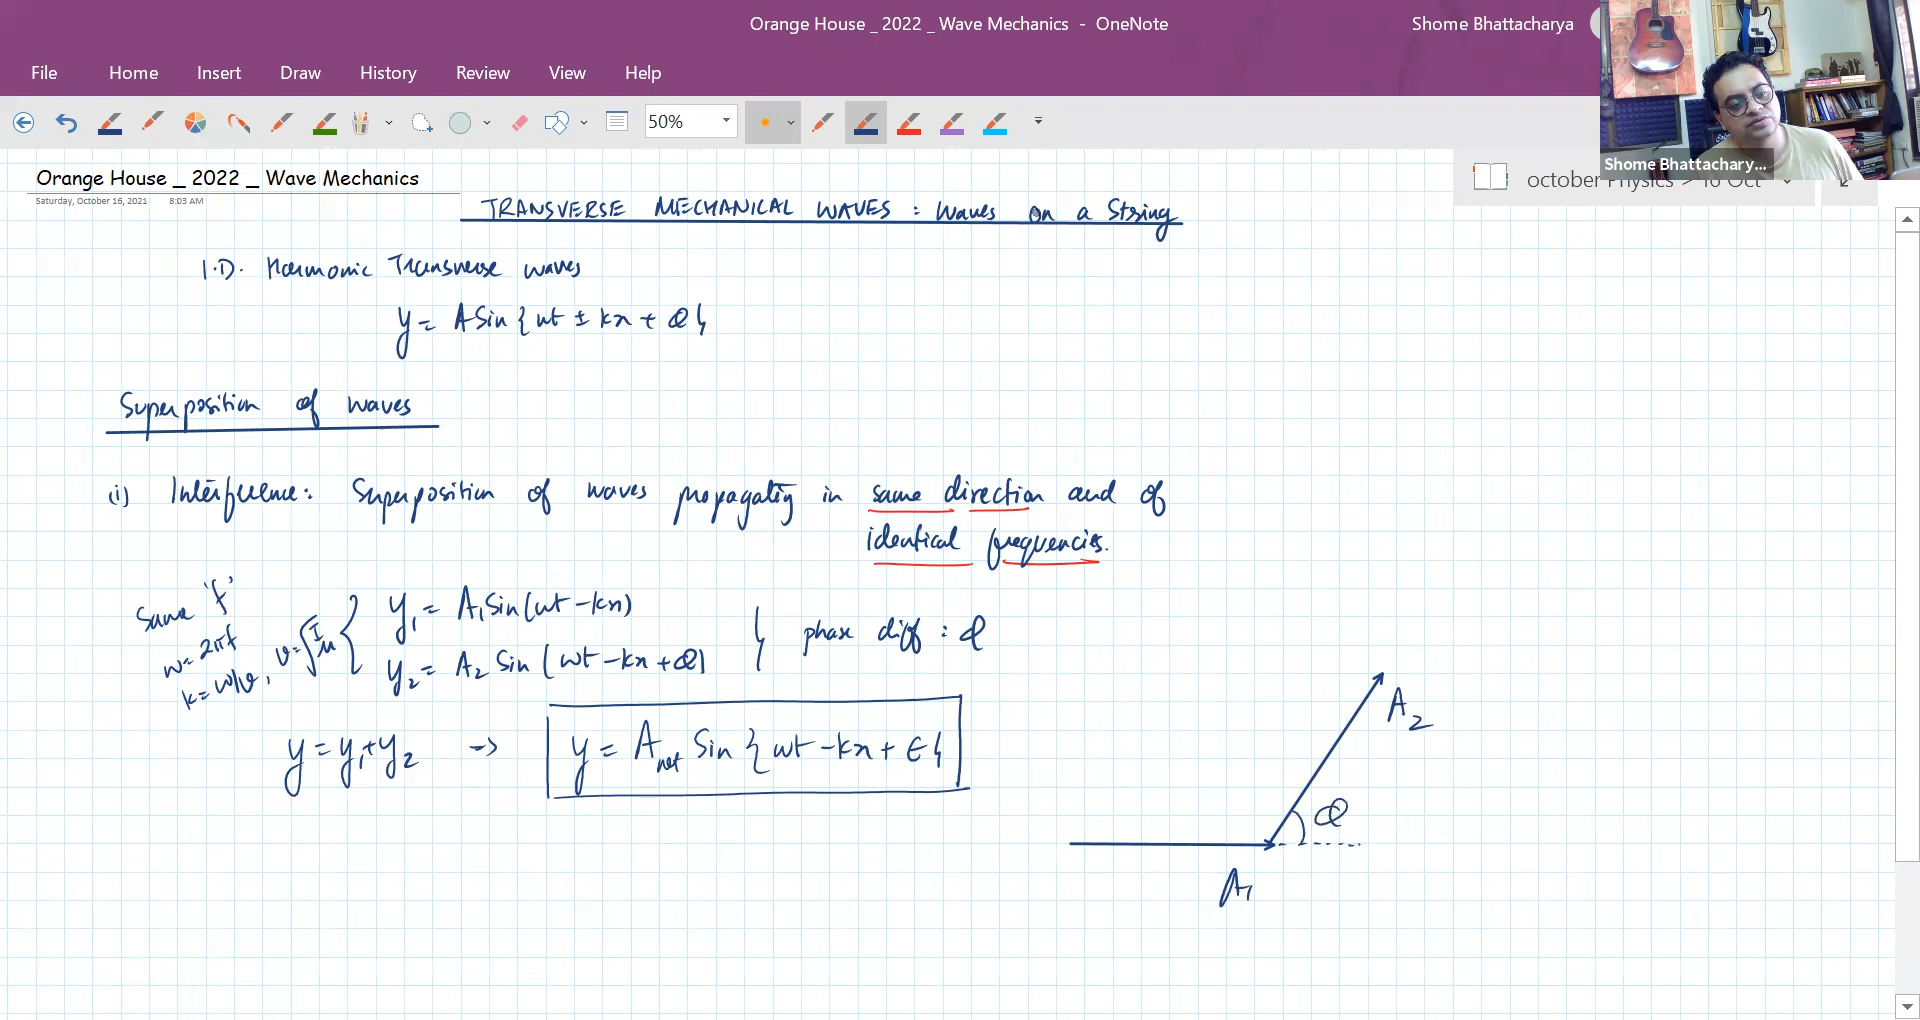 Orange House _ 2022 _ Wave Mechanics - OneNote
Shome Bhattacharya
File Home Insert Draw History Review View Help
50%
Shome Bhattachary...
october Physics > 16 Oct
Orange House _ 2022 _ Wave Mechanics
Saturday, October 16, 2021 8:03 AM
TRANSVERSE MECHANICAL WAVES : Waves on a String
1.D. Harmonic Transverse waves
y = A Sin { ωt ± kx + φ }
Superposition of waves
(i) Interference: Superposition of waves propagating in same direction and of
identical frequencies.
same 'f'
ω = 2πf
k = ω/v, v = √(T/μ)
y₁ = A₁ Sin (ωt - kx)
y₂ = A₂ Sin (ωt - kx + φ)
} phase diff : φ
y = y₁ + y₂ → y = A_net Sin { ωt - kx + ϵ }
A₂
φ
A₁